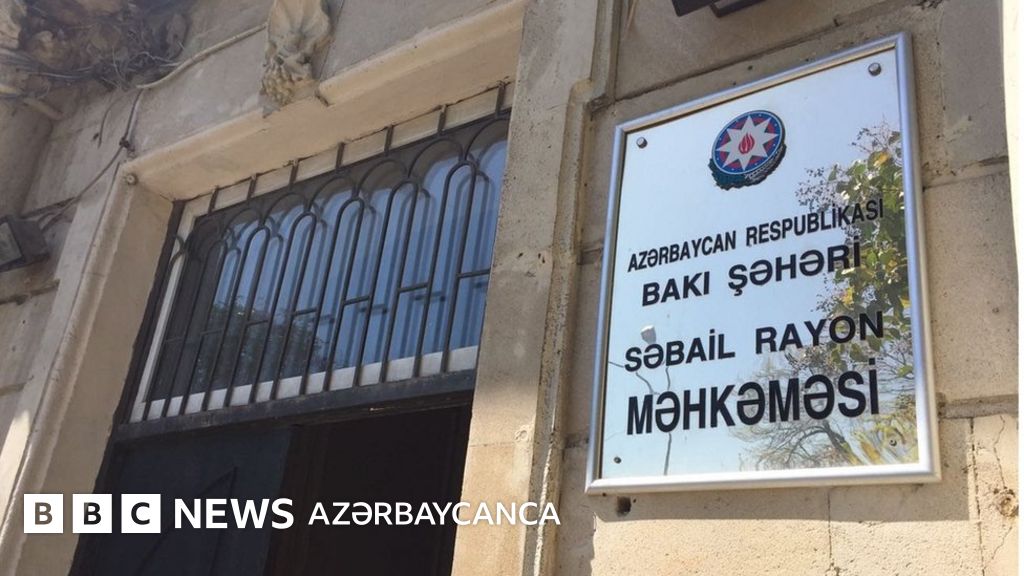 AZƏRBAYCAN RESPUBLİKASI
BAKI ŞƏHƏRİ
SƏBAİL RAYON
MƏHKƏMƏSİ
BBC NEWS AZƏRBAYCANCA